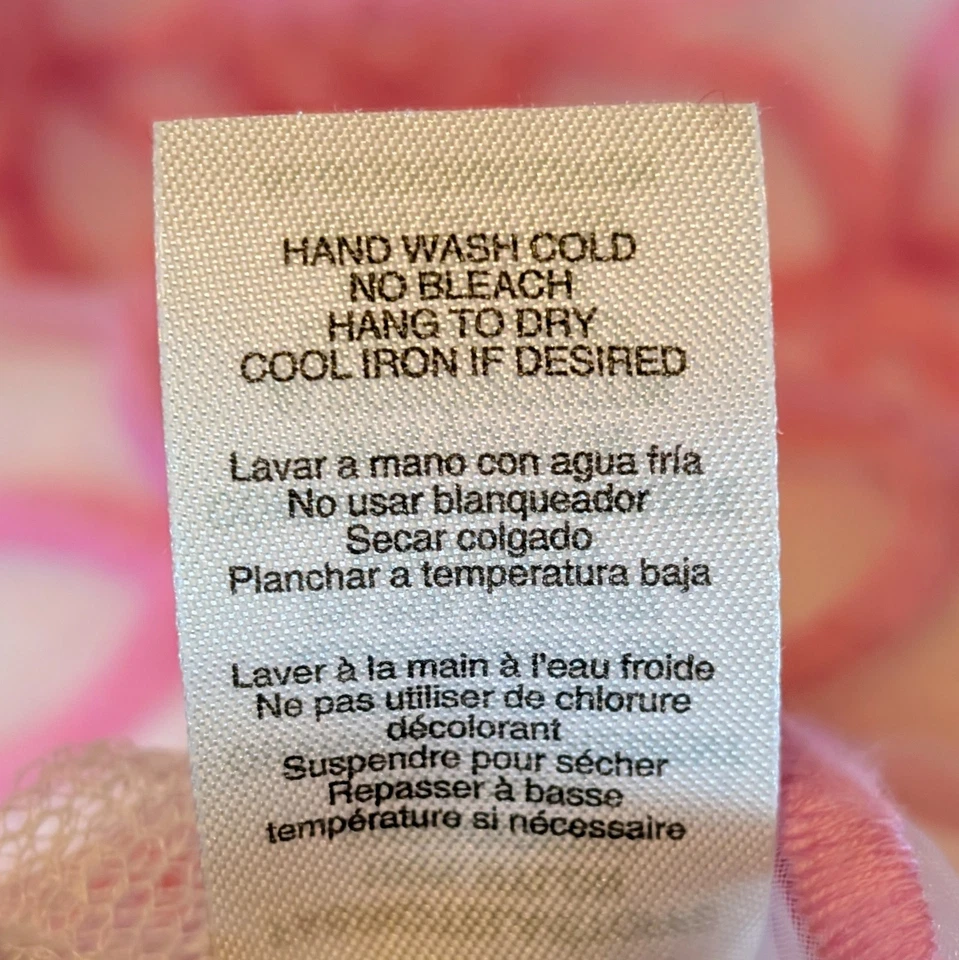 HAND WASH COLD
NO BLEACH
HANG TO DRY
COOL IRON IF DESIRED
Lavar a mano con agua fría
No usar blanqueador
Secar colgado
Planchar a temperatura baja
Laver à la main à l'eau froide
Ne pas utiliser de chlorure
décolorant
Suspendre pour sécher
Repasser à basse
température si nécessaire